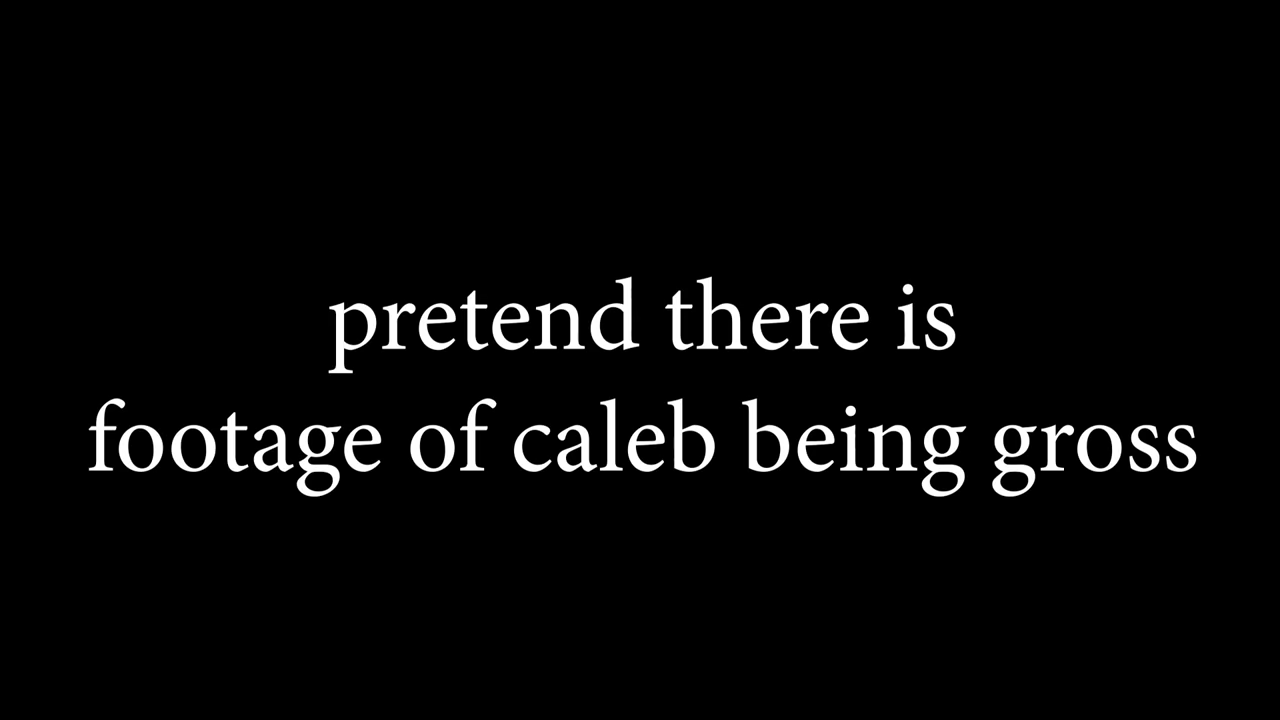 pretend there is
footage of caleb being gross